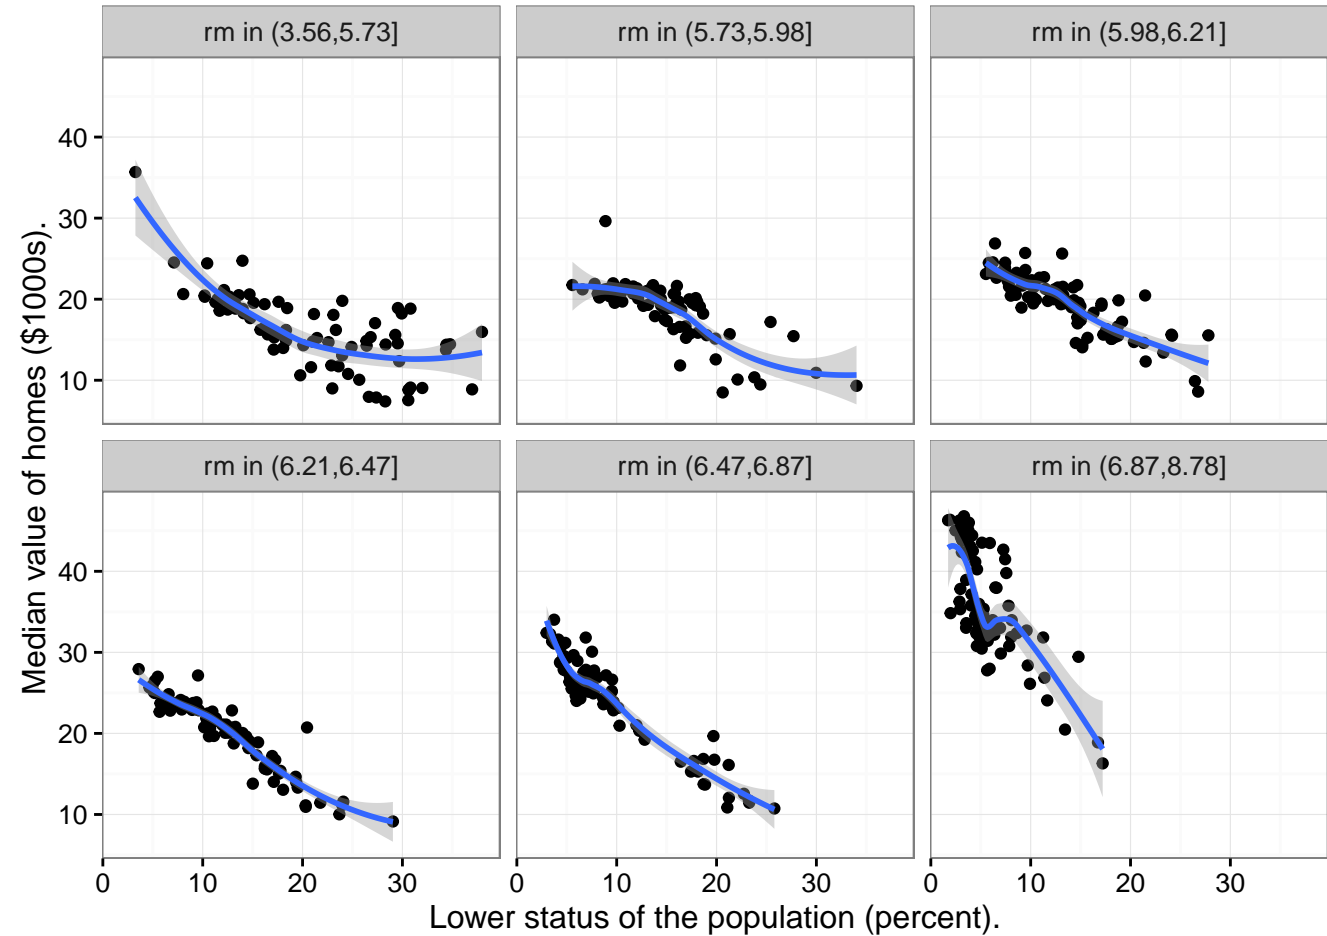 rm in (3.56,5.73] rm in (5.73,5.98] rm in (5.98,6.21]
40
30
20
10
rm in (6.21,6.47] rm in (6.47,6.87] rm in (6.87,8.78]
40
30
20
10
0 10 20 30 0 10 20 30 0 10 20 30
Median value of homes ($1000s).
Lower status of the population (percent).